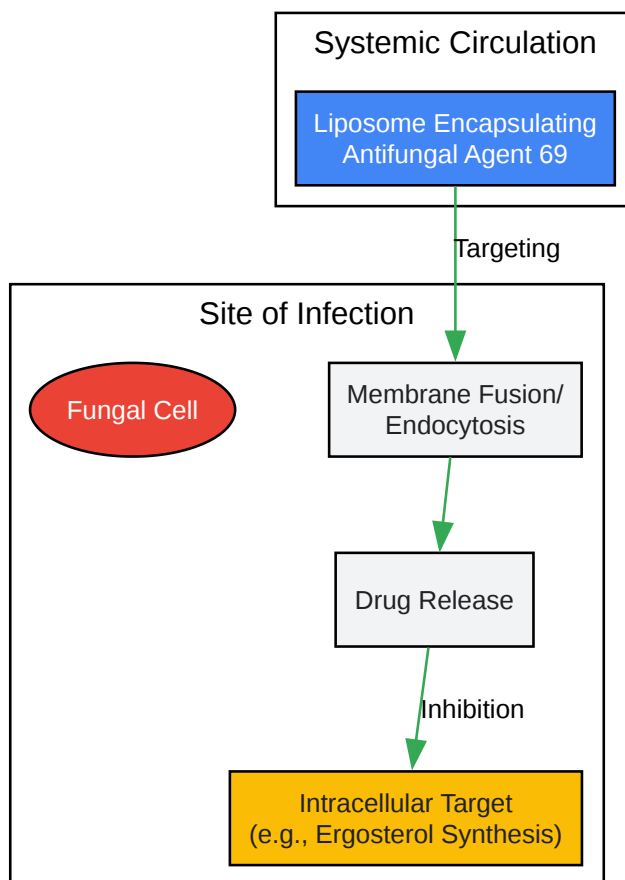 Systemic Circulation
Liposome Encapsulating
Antifungal Agent 69
Targeting
Site of Infection
Fungal Cell
Membrane Fusion/
Endocytosis
Drug Release
Inhibition
Intracellular Target
(e.g., Ergosterol Synthesis)